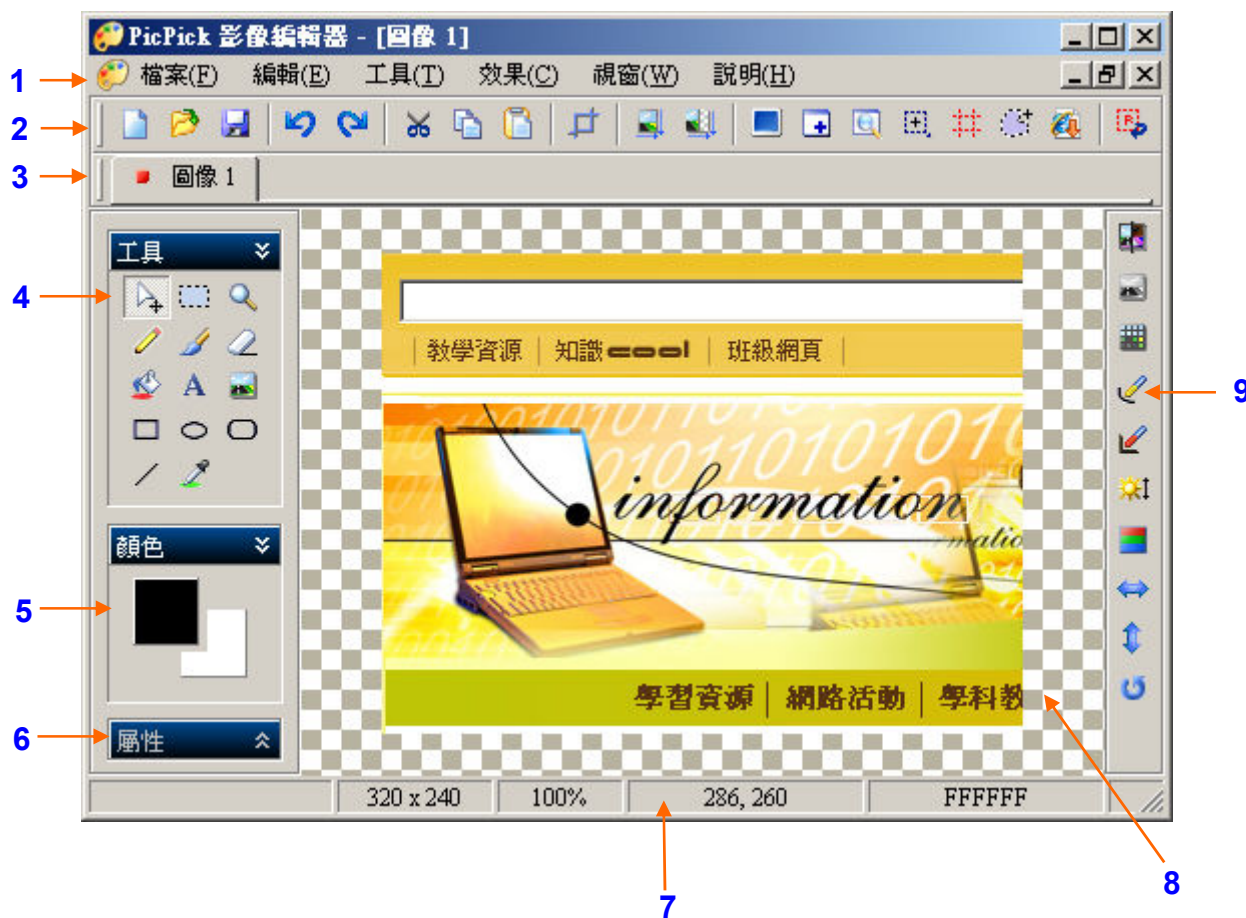 PicPick 影像編輯器 - [圖像 1]
1
檔案(F) 編輯(E) 工具(T) 效果(C) 視窗(W) 說明(H)
2
3
圖像 1
工具
4
A
顏色
5
屬性
6
教學資源 | 知識cool | 班級網頁 |
information
學習資源 | 網路活動 | 學科教
9
320 x 240 100% 286, 260 FFFFFF
7
8